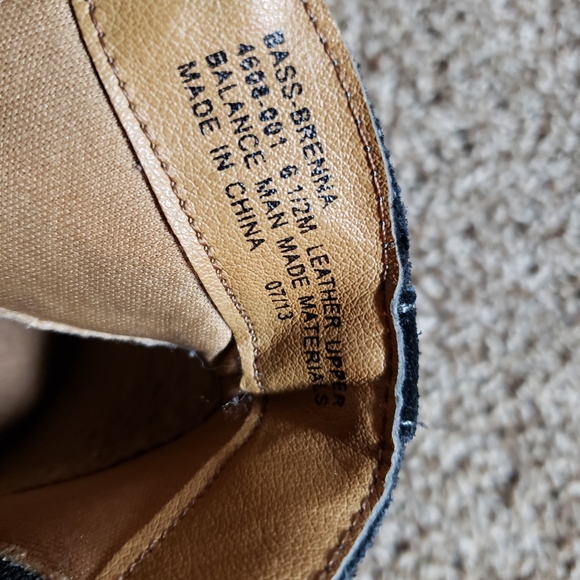 BASS-BRENNA
4608-001 6 1/2M LEATHER UPPER
BALANCE MAN MADE MATERIALS
MADE IN CHINA 07/13